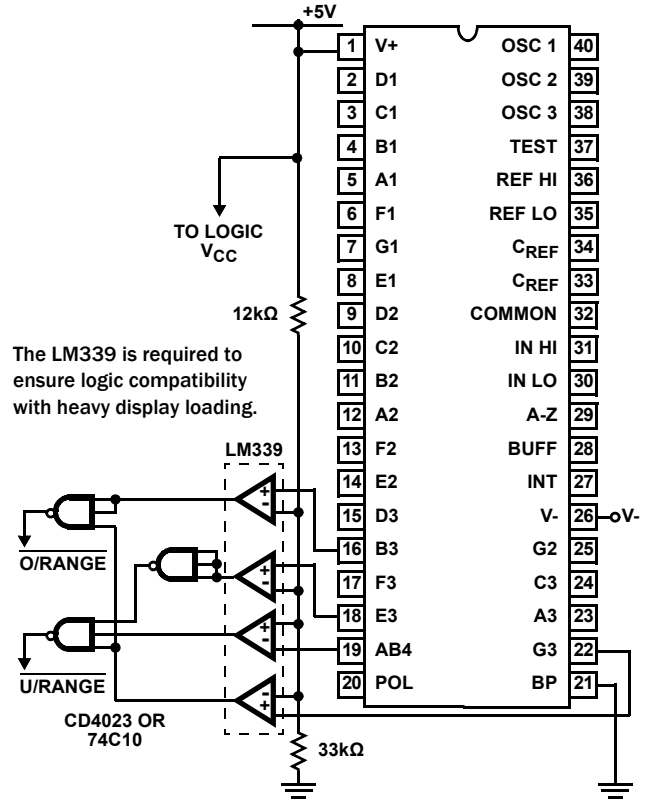 +5V
1 V+ OSC 1 40
2 D1 OSC 2 39
3 C1 OSC 3 38
4 B1 TEST 37
5 A1 REF HI 36
6 F1 REF LO 35
7 G1 CREF 34
8 E1 CREF 33
9 D2 COMMON 32
10 C2 IN HI 31
11 B2 IN LO 30
12 A2 A-Z 29
13 F2 BUFF 28
14 E2 INT 27
15 D3 V- 26 V-
16 B3 G2 25
17 F3 C3 24
18 E3 A3 23
19 AB4 G3 22
20 POL BP 21
TO LOGIC
VCC
12kΩ
The LM339 is required to
ensure logic compatibility
with heavy display loading.
LM339
+
-
+
-
-
+
-
+
O/RANGE
U/RANGE
CD4023 OR
74C10
33kΩ